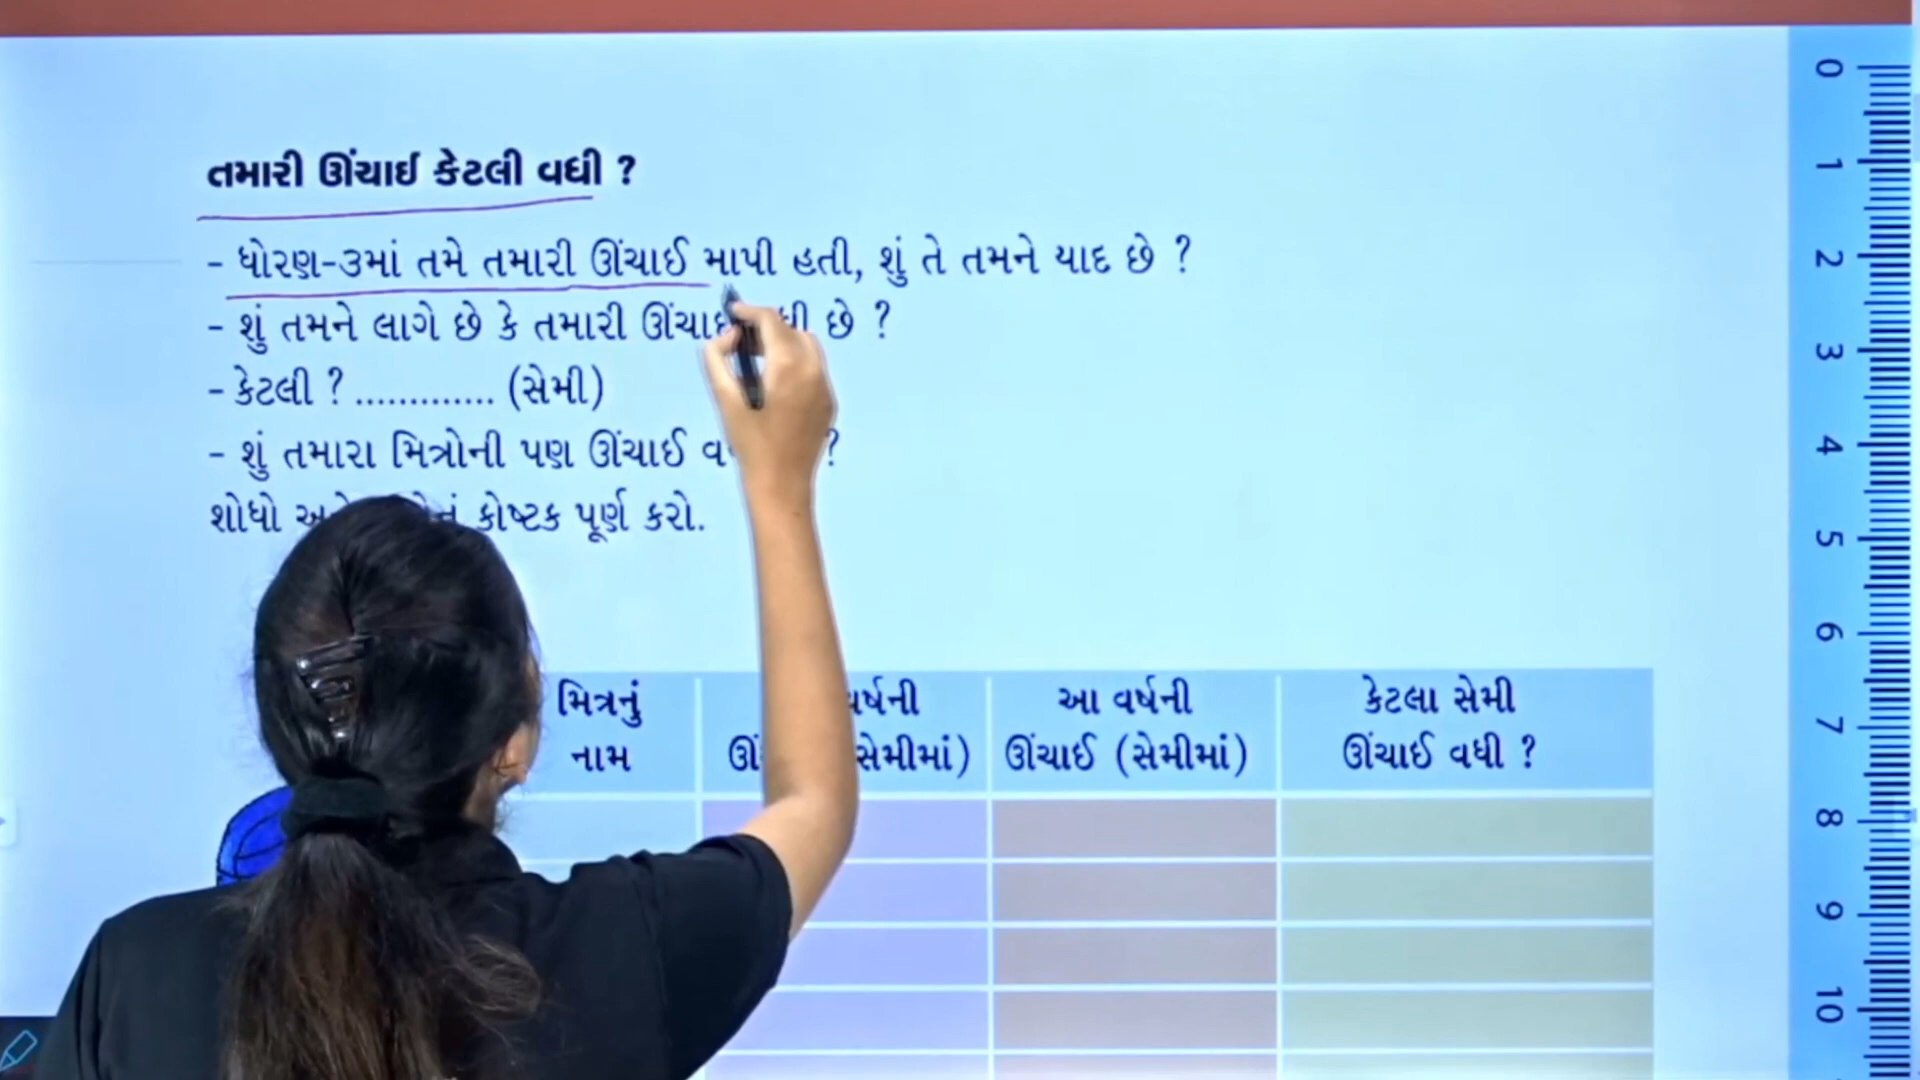 તમારી ઊંચાઈ કેટલી વધી ?
- ધોરણ-૩માં તમે તમારી ઊંચાઈ માપી હતી, શું તે તમને યાદ છે ?
- શું તમને લાગે છે કે તમારી છે ?
- કેટલી ? ............. (સેમી)
- શું તમારા મિત્રોની પણ ઊંચાઈ ?
શોધો કોષ્ટક પૂર્ણ કરો.
મિત્રનું નામ
(સેમીમાં)
આ વર્ષની ઊંચાઈ (સેમીમાં)
કેટલા સેમી ઊંચાઈ વધી ?
0
1
2
3
4
5
6
7
8
9
10